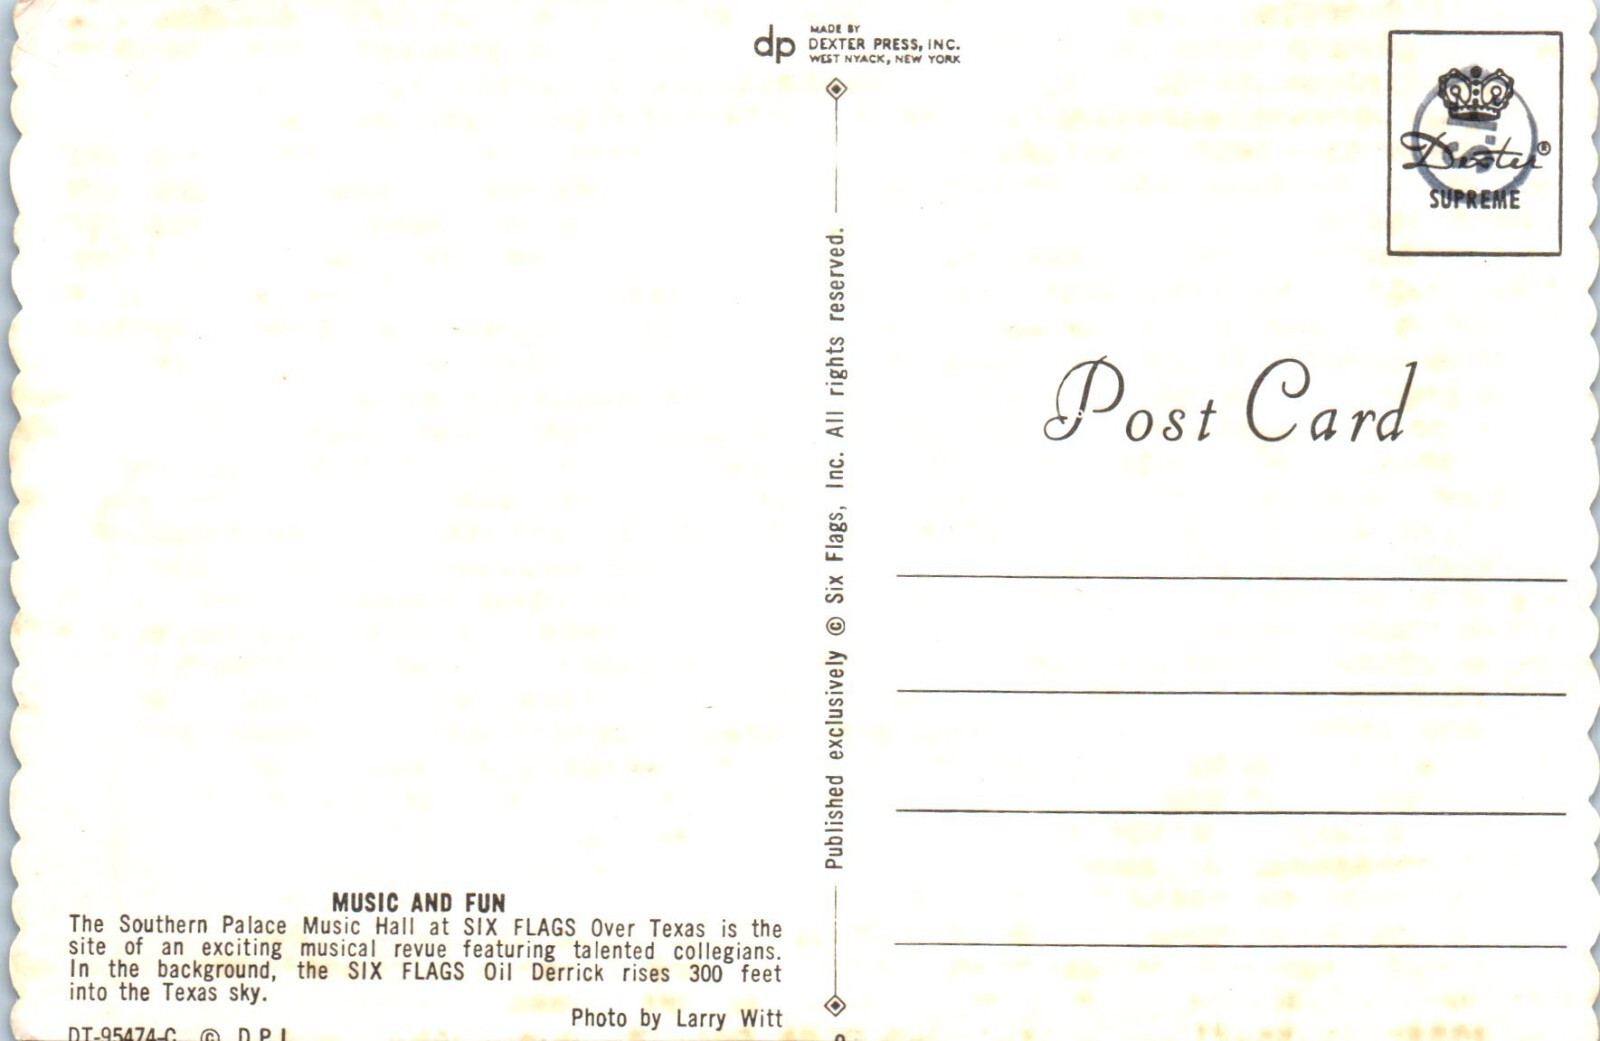 dp
MADE BY
DEXTER PRESS, INC.
WEST NYACK, NEW YORK
Dexter®
SUPREME
Published exclusively © Six Flags, Inc. All rights reserved.
Post Card
MUSIC AND FUN
The Southern Palace Music Hall at SIX FLAGS Over Texas is the
site of an exciting musical revue featuring talented collegians.
In the background, the SIX FLAGS Oil Derrick rises 300 feet
into the Texas sky.
Photo by Larry Witt
DT-95474-C © D.P.I.